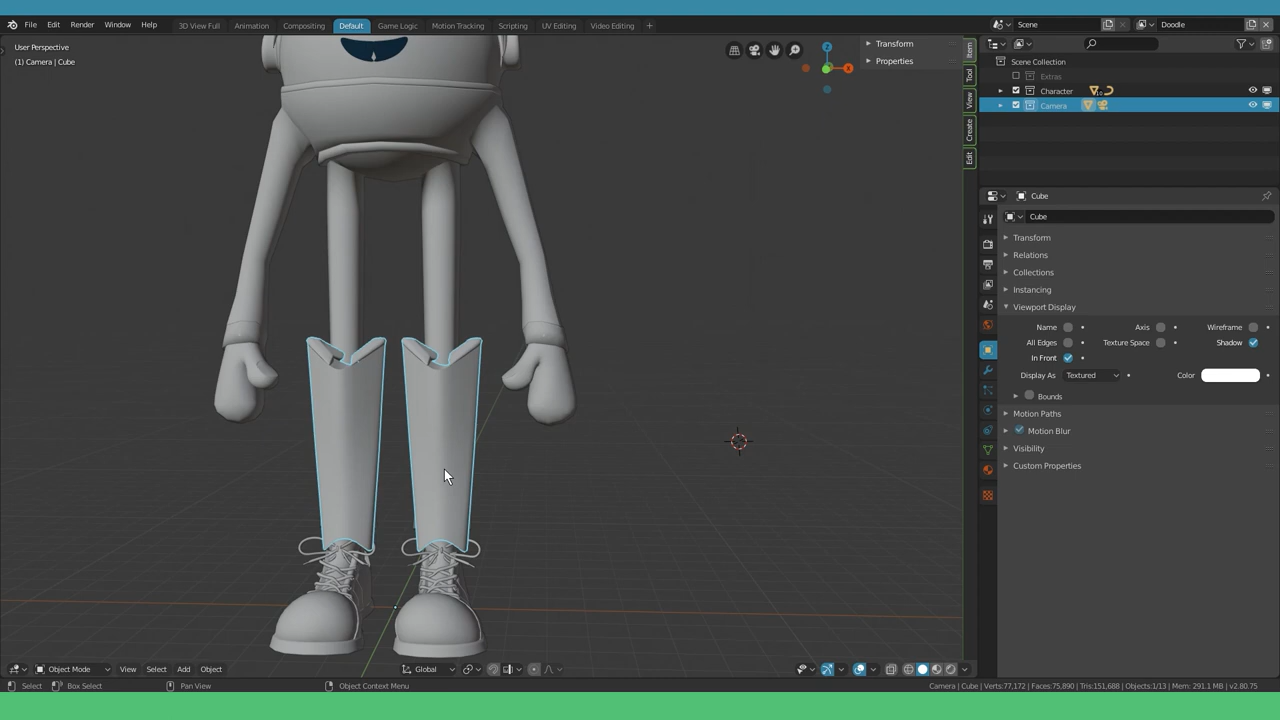 File Edit Render Window Help 3D View Full Animation Compositing Default Game Logic Motion Tracking Scripting UV Editing Video Editing + Scene Doodle
User Perspective
(1) Camera | Cube
Transform
Properties
Item
Tool
View
Create
Edit
Z
X
Scene Collection
Extras
Character
Camera
Cube
Cube
Transform
Relations
Collections
Instancing
Viewport Display
Name Axis Wireframe
All Edges Texture Space Shadow
In Front
Display As Textured Color
Bounds
Motion Paths
Motion Blur
Visibility
Custom Properties
Object Mode View Select Add Object Global
Select Box Select Pan View Object Context Menu Camera | Cube | Verts:77,172 | Faces:75,890 | Tris:151,688 | Objects:1/13 | Mem: 291.1 MB | v2.80.75